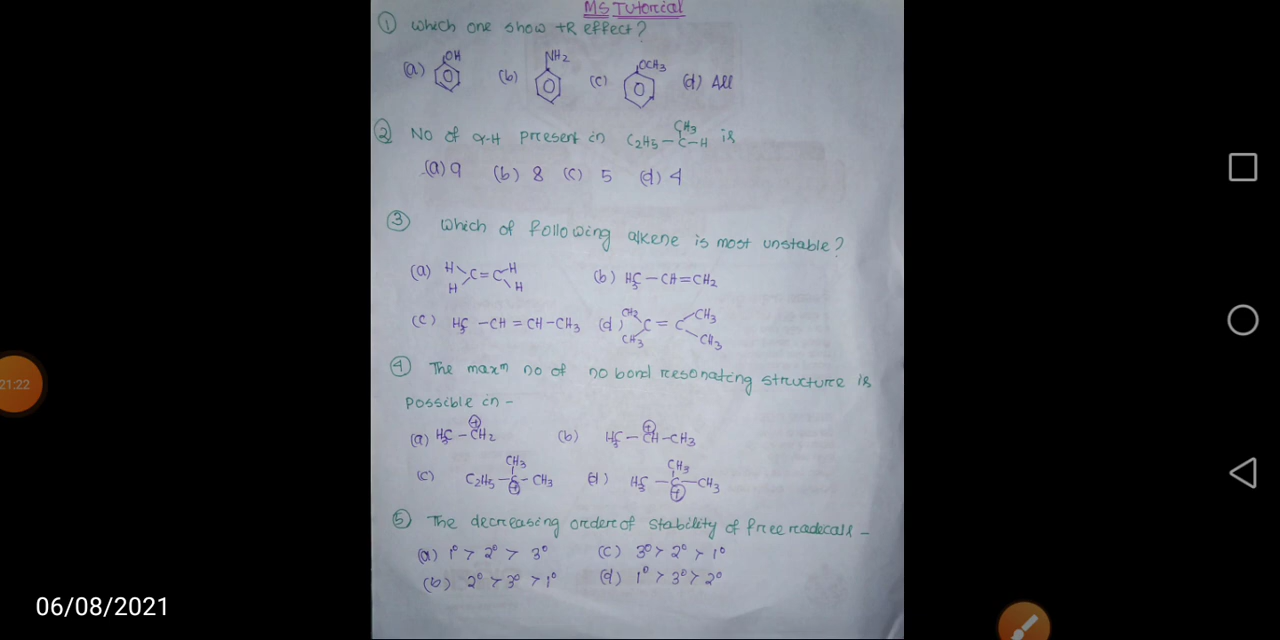 MS Tutorial
① Which one show +R effect?
(a) OH (b) NH2 (c) OCH3 (d) All
② No of α-H present in C2H5-C-H is
CH3
(a) 9 (b) 8 (c) 5 (d) 4
③ Which of following alkene is most unstable?
(a) H H C=C H H (b) H3C-CH=CH2
(c) H3C-CH=CH-CH3 (d) CH3 CH3 C=C CH3 CH3
④ The maxm no of no bond resonating structure is
possible in -
(a) H3C-CH2 ⊕ (b) H3C-CH-CH3 ⊕
(c) C2H5-C-CH3 CH3 ⊕ (d) H3C-C-CH3 CH3 ⊕
⑤ The decreasing order of stability of free readecals -
(a) 1° > 2° > 3° (c) 3° > 2° > 1°
(b) 2° > 3° > 1° (d) 1° > 3° > 2°
21:22
06/08/2021